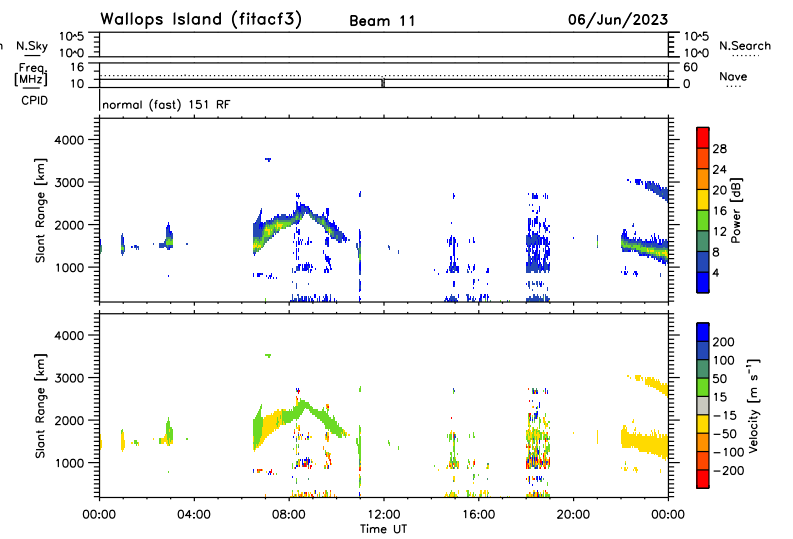 Wallops Island (fitacf3) Beam 11 06/Jun/2023
N.Sky 10^5 10^5 N.Search
10^0 10^0
Freq. 16 60
[MHz] 10 0 Nave
CPID normal (fast) 151 RF
4000
3000
2000
1000
Slant Range [km]
28
24
20
16
12
8
4
Power [dB]
4000
3000
2000
1000
Slant Range [km]
200
100
50
15
-15
-50
-100
-200
Velocity [m s⁻¹]
00:00 04:00 08:00 12:00 16:00 20:00 00:00
Time UT